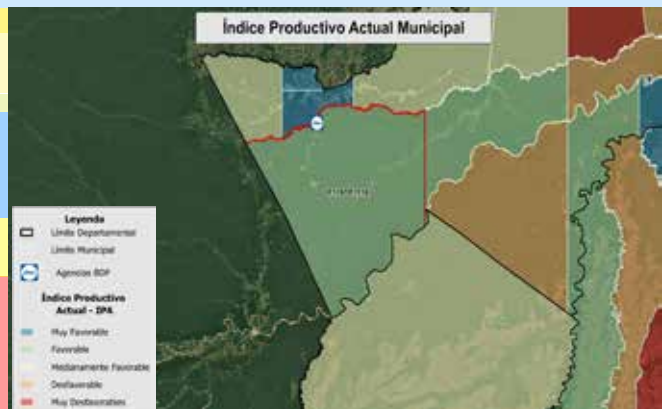 Índice Productivo Actual Municipal
Leyenda
Límite Departamental
Límite Municipal
Agencias BDP
Índice Productivo
Actual - IPA
Muy Favorable
Favorable
Medianamente Favorable
Desfavorable
Muy Desfavorable